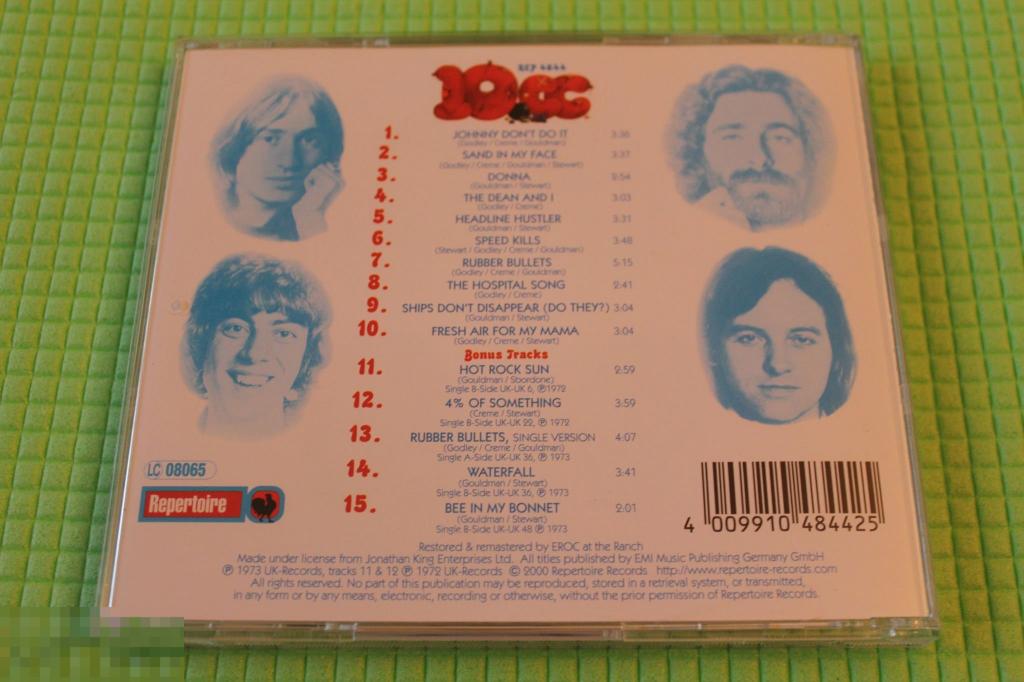 REP 4844
10cc
1. JOHNNY DON'T DO IT 3:36
(Godley / Creme / Gouldman)
2. SAND IN MY FACE 3:37
(Godley / Creme / Gouldman / Stewart)
3. DONNA 2:54
(Gouldman / Stewart)
4. THE DEAN AND I 3:03
(Godley / Creme)
5. HEADLINE HUSTLER 3:31
(Gouldman / Stewart)
6. SPEED KILLS 3:48
(Stewart / Godley / Creme / Gouldman)
7. RUBBER BULLETS 5:15
(Godley / Creme / Gouldman)
8. THE HOSPITAL SONG 2:41
(Godley / Creme)
9. SHIPS DON'T DISAPPEAR (DO THEY?) 3:04
(Gouldman / Stewart)
10. FRESH AIR FOR MY MAMA 3:04
(Godley / Creme / Stewart)
Bonus Tracks
11. HOT ROCK SUN 2:59
(Gouldman / Sbordone)
Single B-Side UK-UK 6, ℗1972
12. 4% OF SOMETHING 3:59
(Creme / Stewart)
Single B-Side UK-UK 22, ℗ 1972
13. RUBBER BULLETS, SINGLE VERSION 4:07
(Godley / Creme / Gouldman)
Single A-Side UK-UK 36, ℗ 1973
14. WATERFALL 3:41
(Gouldman / Stewart)
Single B-Side UK-UK 36, ℗ 1973
15. BEE IN MY BONNET 2:01
(Gouldman / Stewart)
Single B-Side UK-UK 48 ℗ 1973
LC 08065
Repertoire
4 009910 484425
Restored & remastered by EROC at the Ranch
Made under license from Jonathan King Enterprises Ltd. All titles published by EMI Music Publishing Germany GmbH
℗ 1973 UK-Records, tracks 11 & 12 ℗ 1972 UK-Records © 2000 Repertoire Records http://www.repertoire-records.com
All rights reserved. No part of this publication may be reproduced, stored in a retrieval system, or transmitted,
in any form or by any means, electronic, recording or otherwise, without the prior permission of Repertoire Records.